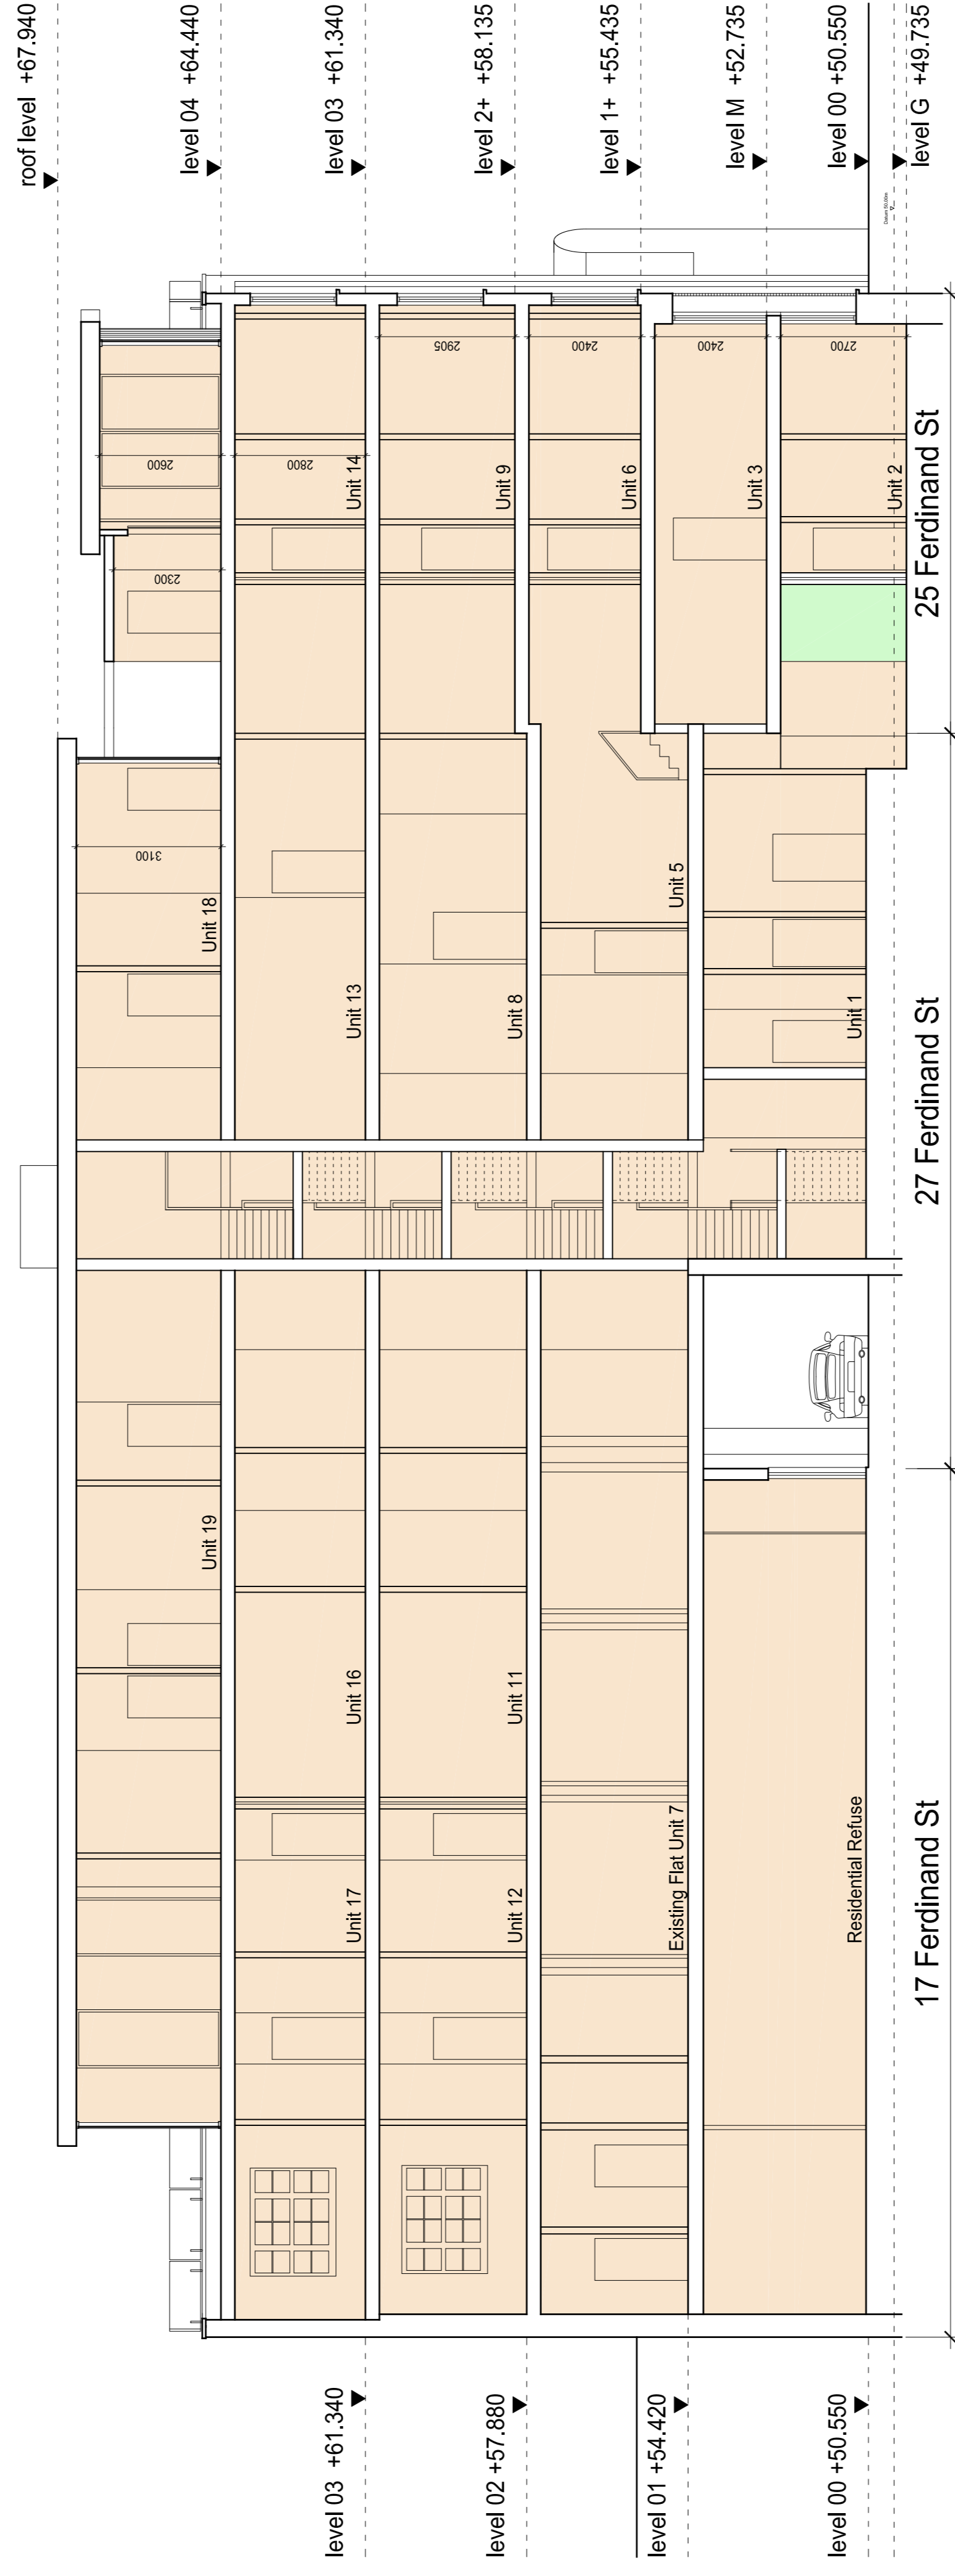 roof level +67.940
level 04 +64.440
level 03 +61.340
level 2+ +58.135
level 1+ +55.435
level M +52.735
level 00 +50.550
level G +49.735
Datum 50.00m
2600
2300
3100
2800
2905
2400
2400
2700
Unit 19
Unit 18
Unit 17
Unit 16
Unit 13
Unit 14
Unit 12
Unit 11
Unit 8
Unit 9
Existing Flat Unit 7
Unit 5
Unit 6
Unit 3
Residential Refuse
Unit 1
Unit 2
level 03 +61.340
level 02 +57.880
level 01 +54.420
level 00 +50.550
17 Ferdinand St
27 Ferdinand St
25 Ferdinand St